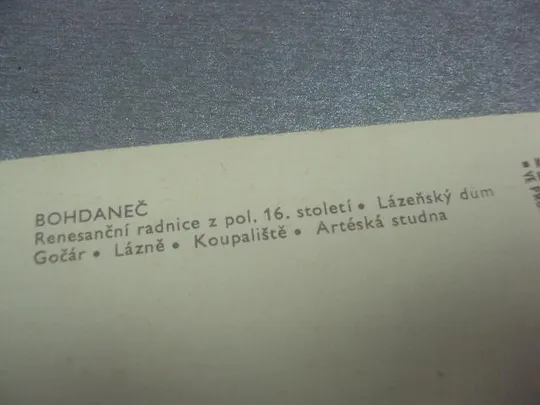 BOHDANEČ
Renesanční radnice z pol. 16. století • Lázeňský dům
Gočár • Lázně • Koupaliště • Artéská studna